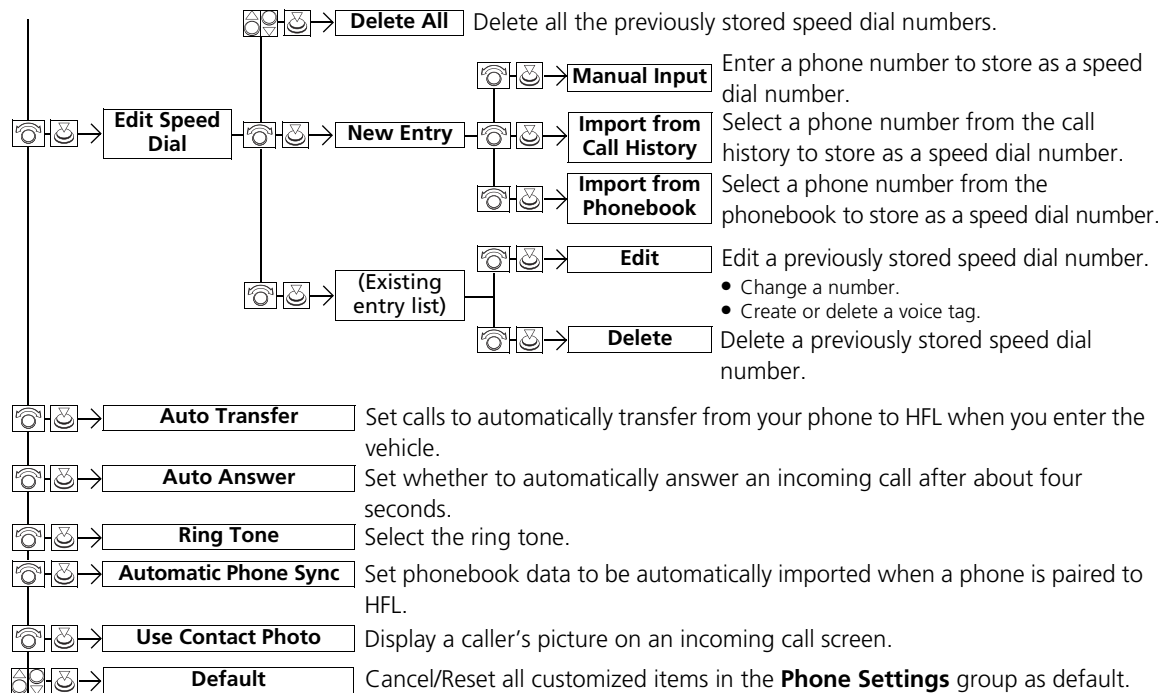 Delete All
Delete all the previously stored speed dial numbers.
Edit Speed
Dial
New Entry
Manual Input
Enter a phone number to store as a speed
dial number.
Import from
Call History
Select a phone number from the call
history to store as a speed dial number.
Import from
Phonebook
Select a phone number from the
phonebook to store as a speed dial number.
(Existing
entry list)
Edit
Edit a previously stored speed dial number.
● Change a number.
● Create or delete a voice tag.
Delete
Delete a previously stored speed dial
number.
Auto Transfer
Set calls to automatically transfer from your phone to HFL when you enter the
vehicle.
Auto Answer
Set whether to automatically answer an incoming call after about four
seconds.
Ring Tone
Select the ring tone.
Automatic Phone Sync
Set phonebook data to be automatically imported when a phone is paired to
HFL.
Use Contact Photo
Display a caller’s picture on an incoming call screen.
Default
Cancel/Reset all customized items in the Phone Settings group as default.